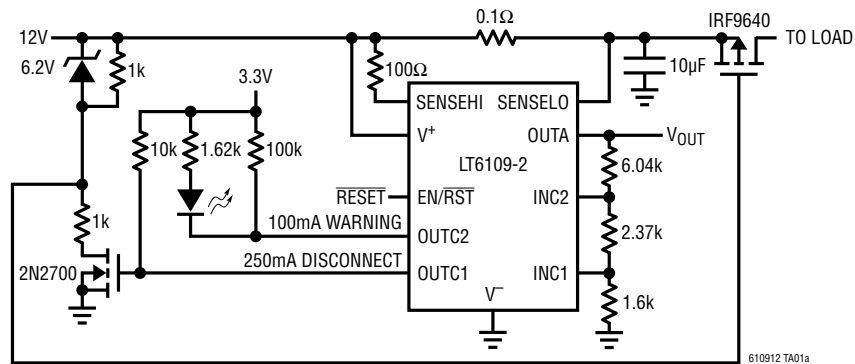 0.1Ω
IRF9640
12V
TO LOAD
6.2V
1k
100Ω
10µF
3.3V
SENSEHI
SENSELO
V+
OUTA
VOUT
10k
1.62k
100k
LT6109-2
6.04k
RESET
EN/RST
INC2
100mA WARNING
OUTC2
2.37k
1k
250mA DISCONNECT
OUTC1
INC1
2N2700
V–
1.6k
610912 TA01a